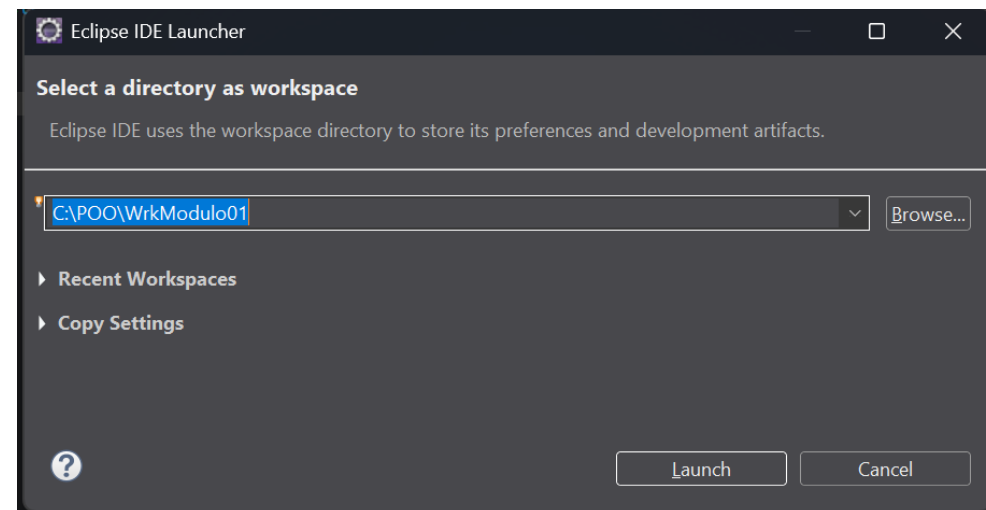 Eclipse IDE Launcher
Select a directory as workspace
Eclipse IDE uses the workspace directory to store its preferences and development artifacts.
C:\POO\WrkModulo01
Browse...
Recent Workspaces
Copy Settings
?
Launch
Cancel